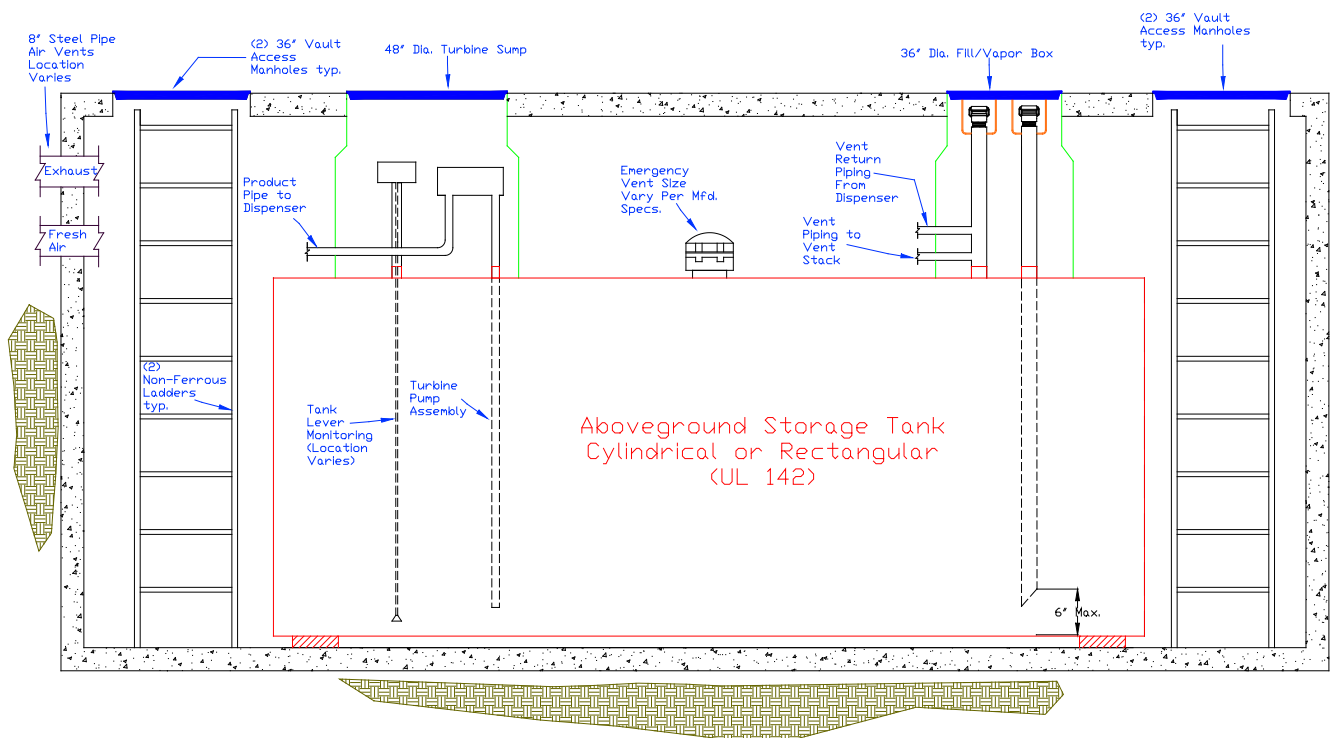 8" Steel Pipe
Air Vents
Location
Varies
(2) 36" Vault
Access
Manholes typ.
48" Dia. Turbine Sump
36" Dia. Fill/Vapor Box
(2) 36" Vault
Access Manholes
typ.
Exhaust
Fresh
Air
Product
Pipe to
Dispenser
Emergency
Vent Size
Vary Per Mfd.
Specs.
Vent
Return
Piping
From
Dispenser
Vent
Piping to
Vent
Stack
(2)
Non-Ferrous
Ladders
typ.
Tank
Lever
Monitoring
(Location
Varies)
Turbine
Pump
Assembly
Aboveground Storage Tank
Cylindrical or Rectangular
(UL 142)
6" Max.